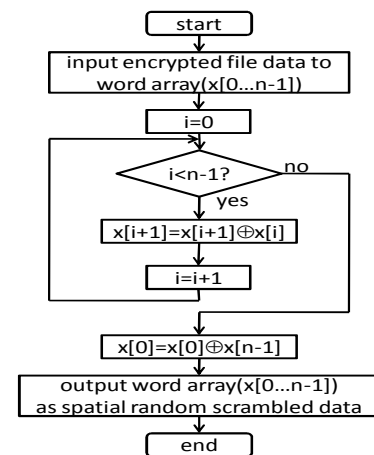 start
input encrypted file data to
word array(x[0...n-1])
i=0
i<n-1?
no
yes
x[i+1]=x[i+1]⊕x[i]
i=i+1
x[0]=x[0]⊕x[n-1]
output word array(x[0...n-1])
as spatial random scrambled data
end